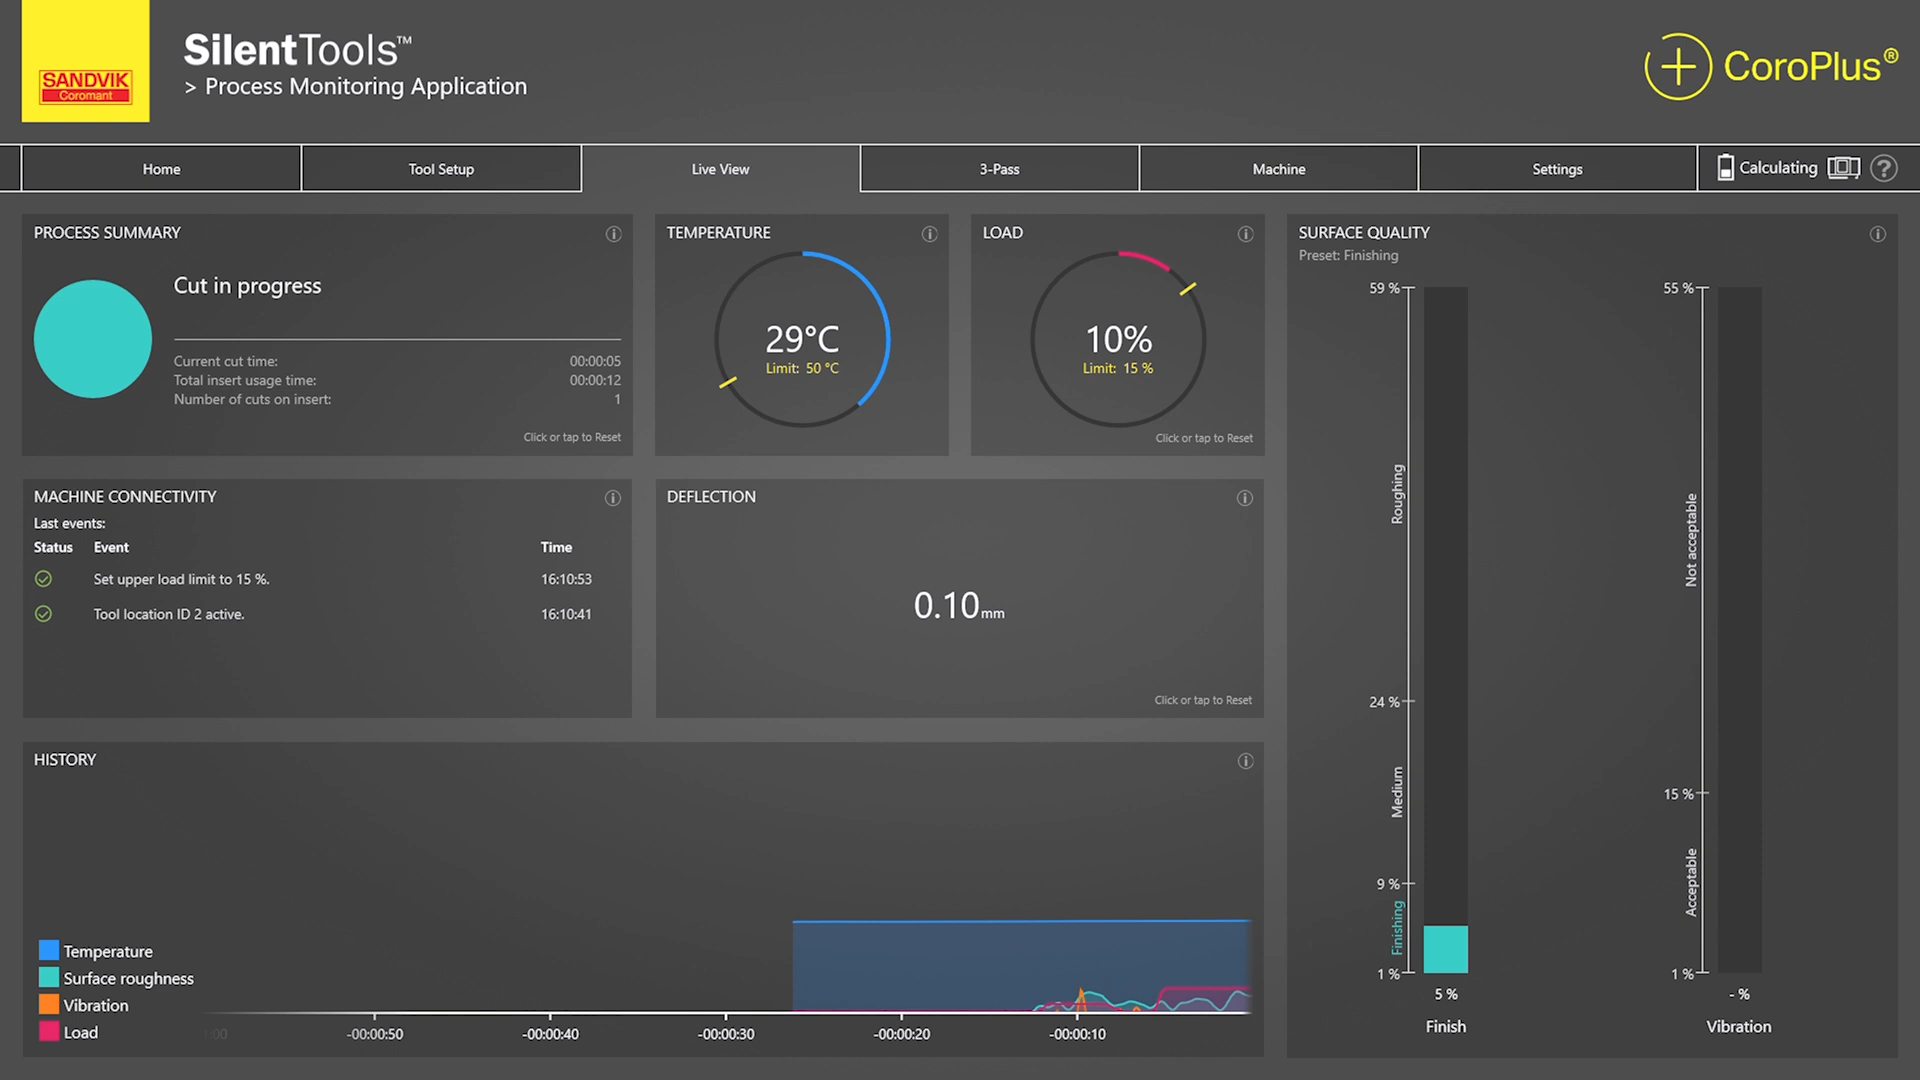 SANDVIK
Coromant
SilentTools™
> Process Monitoring Application
CoroPlus®
Home
Tool Setup
Live View
3-Pass
Machine
Settings
Calculating
?
PROCESS SUMMARY
Cut in progress
Current cut time: 00:00:05
Total insert usage time: 00:00:12
Number of cuts on insert: 1
Click or tap to Reset
TEMPERATURE
29°C
Limit: 50 °C
LOAD
10%
Limit: 15 %
Click or tap to Reset
SURFACE QUALITY
Preset: Finishing
59 %
Roughing
24 %
Medium
9 %
Finishing
1 %
5 %
Finish
55 %
Not acceptable
15 %
Acceptable
1 %
- %
Vibration
MACHINE CONNECTIVITY
Last events:
Status Event Time
Set upper load limit to 15 %. 16:10:53
Tool location ID 2 active. 16:10:41
DEFLECTION
0.10 mm
Click or tap to Reset
HISTORY
Temperature
Surface roughness
Vibration
Load
:00
-00:00:50
-00:00:40
-00:00:30
-00:00:20
-00:00:10